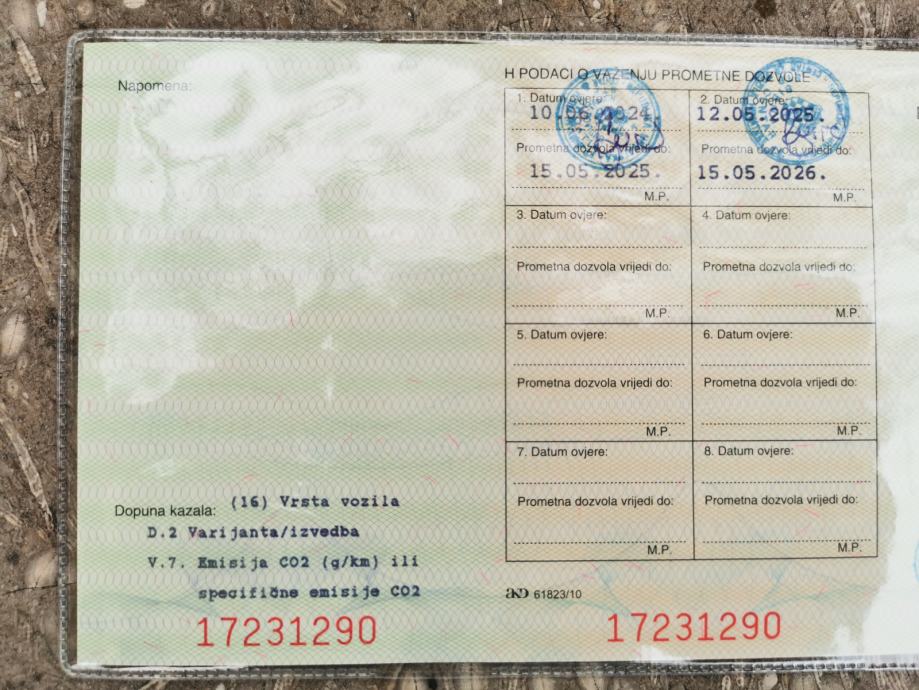 Napomena:
Dopuna kazala: (16) Vrsta vozila
D.2 Varijanta/izvedba
V.7. Emisija CO2 (g/km) ili
specifične emisije CO2
17231290
H PODACI O VAŽENJU PROMETNE DOZVOLE
1. Datum ovjere:
10.06.2024.
Prometna dozvola vrijedi do:
15.05.2025.
M.P.
2. Datum ovjere:
12.05.2025.
Prometna dozvola vrijedi do:
15.05.2026.
M.P.
3. Datum ovjere:
Prometna dozvola vrijedi do:
M.P.
4. Datum ovjere:
Prometna dozvola vrijedi do:
M.P.
5. Datum ovjere:
Prometna dozvola vrijedi do:
M.P.
6. Datum ovjere:
Prometna dozvola vrijedi do:
M.P.
7. Datum ovjere:
Prometna dozvola vrijedi do:
M.P.
8. Datum ovjere:
Prometna dozvola vrijedi do:
M.P.
AKD 61823/10
17231290